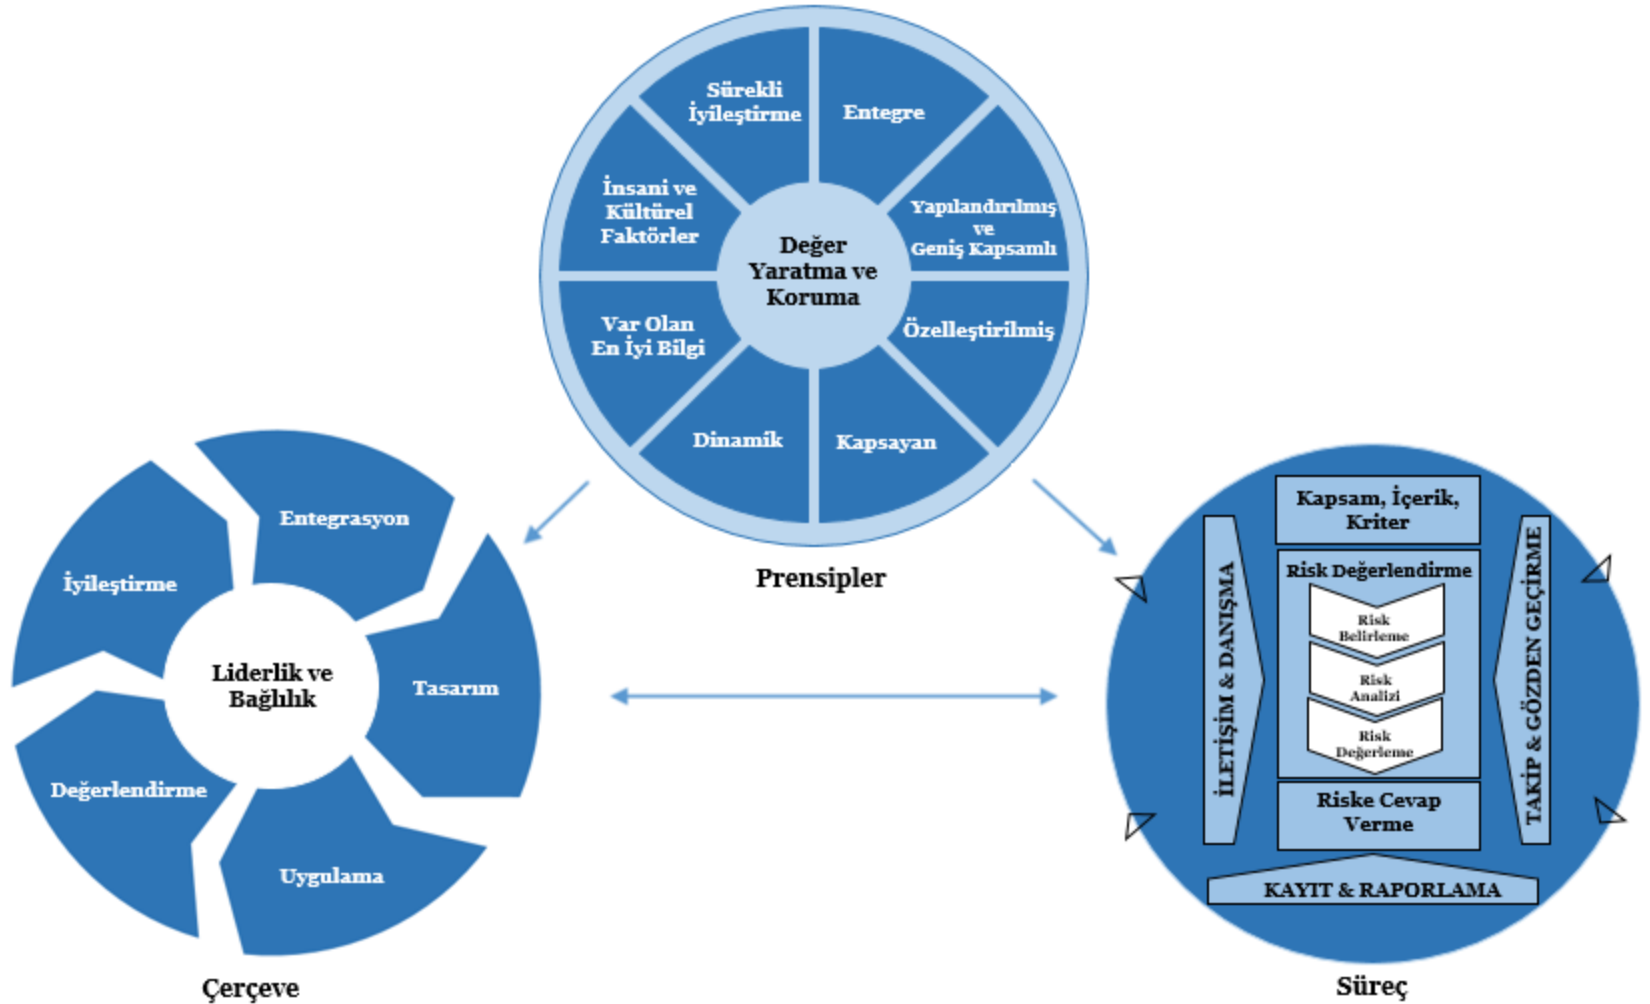 Sürekli
İyileştirme
Entegre
İnsani ve
Kültürel
Faktörler
Yapılandırılmış
ve
Geniş Kapsamlı
Değer
Yaratma ve
Koruma
Var Olan
En İyi Bilgi
Özelleştirilmiş
Dinamik
Kapsayan
Prensipler
Entegrasyon
İyileştirme
Liderlik ve
Bağlılık
Tasarım
Değerlendirme
Uygulama
Çerçeve
Kapsam, İçerik,
Kriter
Risk Değerlendirme
Risk
Belirleme
Risk
Analizi
Risk
Değerleme
İLETİŞİM & DANIŞMA
TAKİP & GÖZDEN GEÇİRME
Riske Cevap
Verme
KAYIT & RAPORLAMA
Süreç